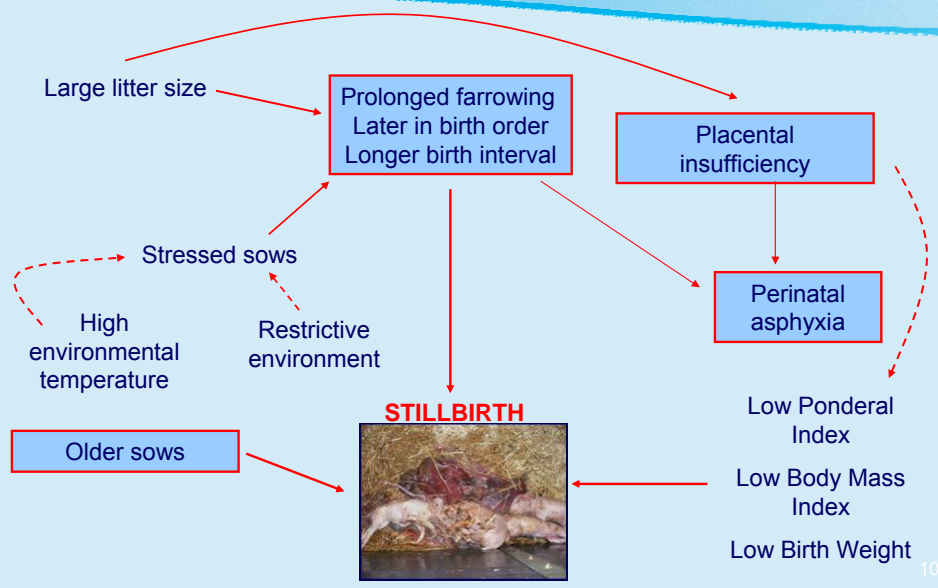 Large litter size
Prolonged farrowing
Later in birth order
Longer birth interval
Placental
insufficiency
Stressed sows
Perinatal
asphyxia
High
environmental
temperature
Restrictive
environment
STILLBIRTH
Older sows
Low Ponderal
Index
Low Body Mass
Index
Low Birth Weight
10